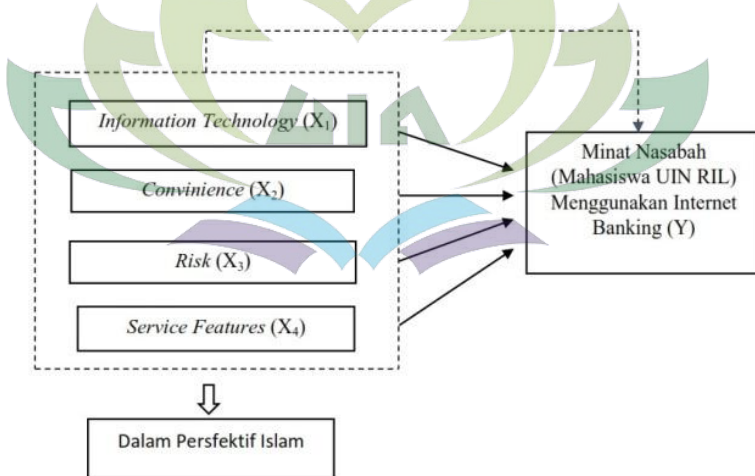 Information Technology (X₁)
Convinience (X₂)
Risk (X₃)
Service Features (X₄)
Minat Nasabah
(Mahasiswa UIN RIL)
Menggunakan Internet
Banking (Y)
Dalam Persfektif Islam